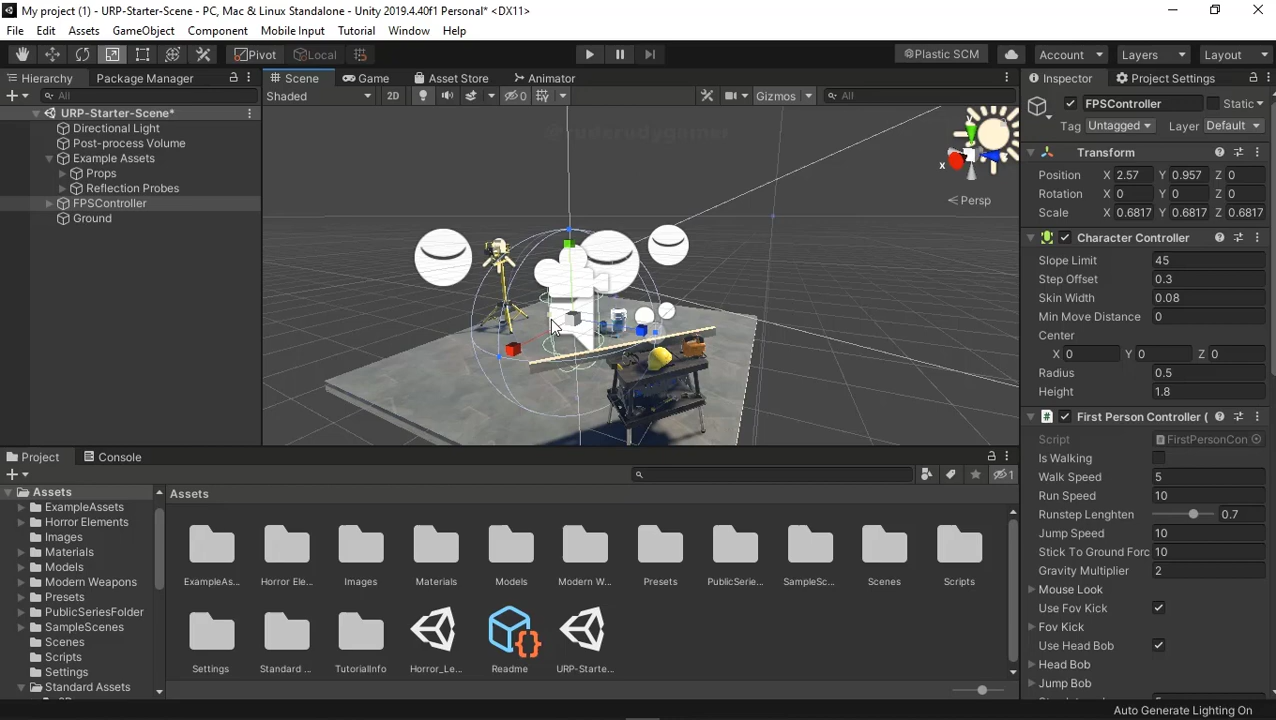 My project (1) - URP-Starter-Scene - PC, Mac & Linux Standalone - Unity 2019.4.40f1 Personal* <DX11>
File Edit Assets GameObject Component Mobile Input Tutorial Window Help
Pivot Local Plastic SCM Account Layers Layout
Hierarchy Package Manager
All
URP-Starter-Scene*
Directional Light
Post-process Volume
Example Assets
Props
Reflection Probes
FPSController
Ground
Scene Game Asset Store Animator
Shaded 2D 0 Gizmos All
@ruderudygamer
y
x
Persp
Inspector Project Settings
FPSController Static
Tag Untagged Layer Default
Transform
Position X 2.57 Y 0.957 Z 0
Rotation X 0 Y 0 Z 0
Scale X 0.6817 Y 0.6817 Z 0.6817
Character Controller
Slope Limit 45
Step Offset 0.3
Skin Width 0.08
Min Move Distance 0
Center
X 0 Y 0 Z 0
Radius 0.5
Height 1.8
First Person Controller (
Script FirstPersonCon
Is Walking
Walk Speed 5
Run Speed 10
Runstep Lenghten 0.7
Jump Speed 10
Stick To Ground Forc 10
Gravity Multiplier 2
Mouse Look
Use Fov Kick
Fov Kick
Use Head Bob
Head Bob
Jump Bob
Project Console
1
Assets
ExampleAssets
Horror Elements
Images
Materials
Models
Modern Weapons
Presets
PublicSeriesFolder
SampleScenes
Scenes
Scripts
Settings
Standard Assets
Assets
ExampleAs... Horror Ele... Images Materials Models Modern W... Presets PublicSerie... SampleSc... Scenes Scripts
Settings Standard ... TutorialInfo Horror_Le... Readme URP-Starte...
Auto Generate Lighting On